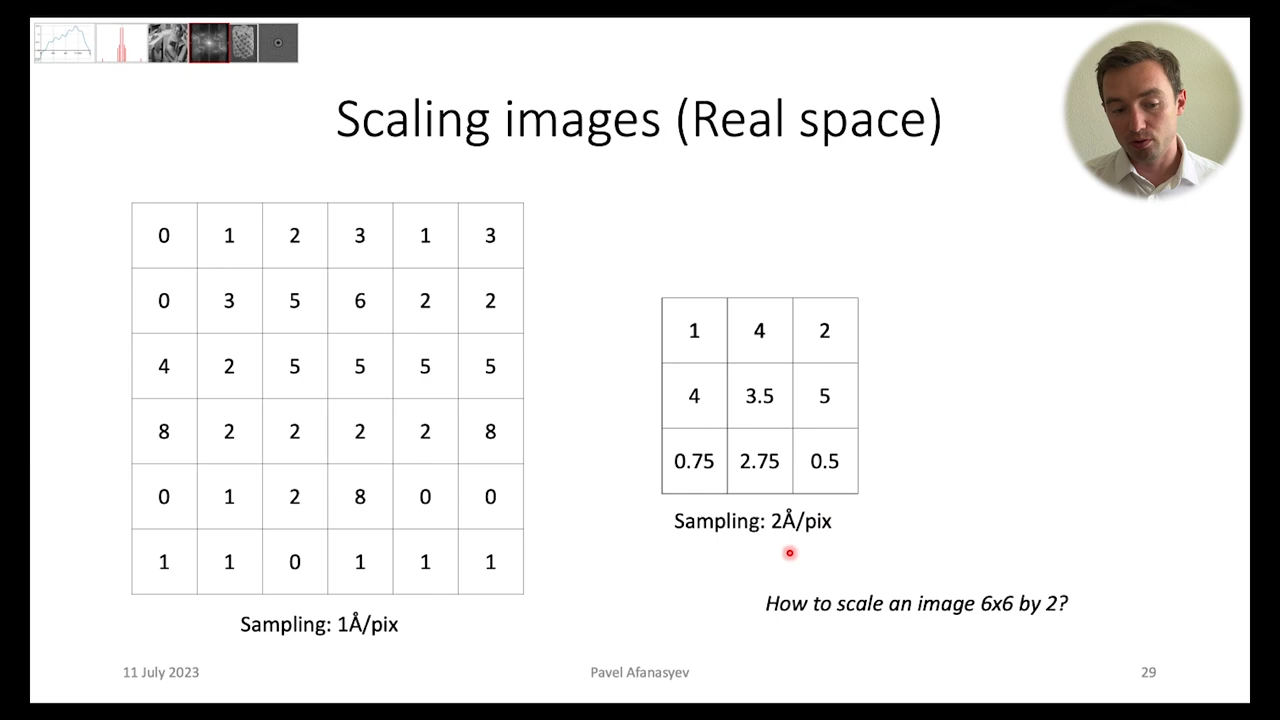 Scaling images (Real space)
0 1 2 3 1 3
0 3 5 6 2 2
4 2 5 5 5 5
8 2 2 2 2 8
0 1 2 8 0 0
1 1 0 1 1 1
Sampling: 1Å/pix
1 4 2
4 3.5 5
0.75 2.75 0.5
Sampling: 2Å/pix
How to scale an image 6x6 by 2?
11 July 2023
Pavel Afanasyev
29